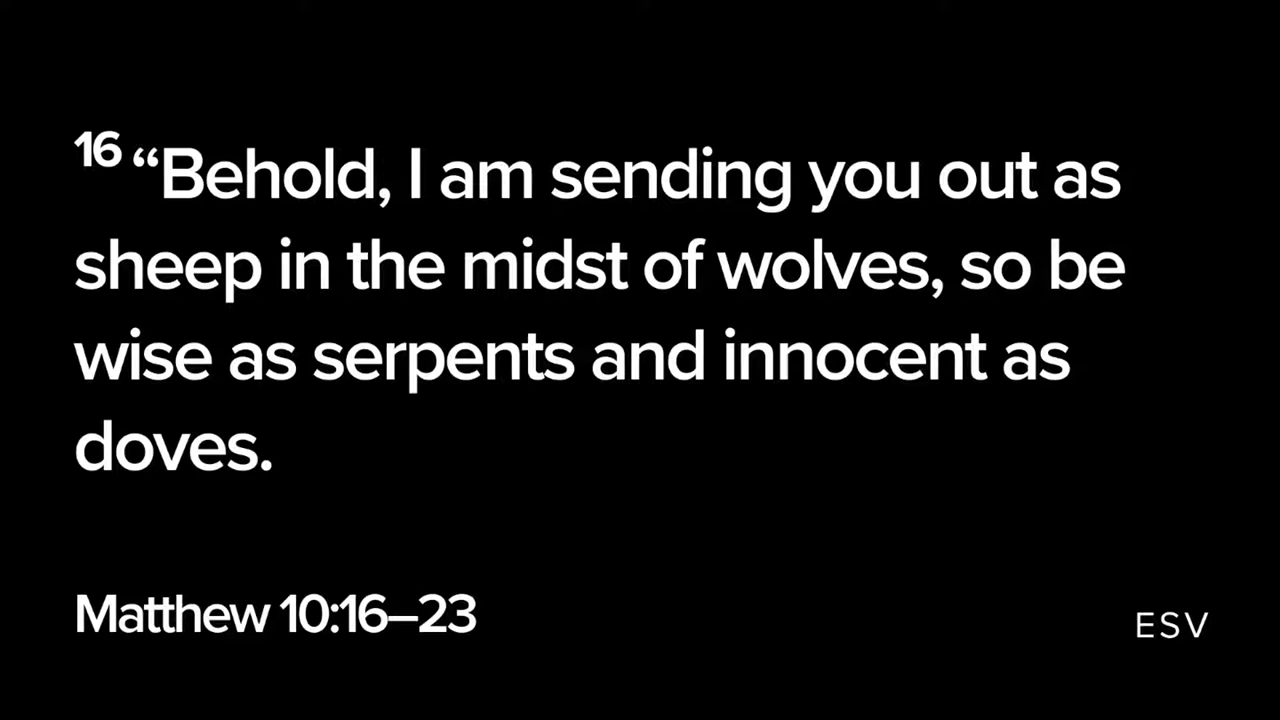 16 “Behold, I am sending you out as
sheep in the midst of wolves, so be
wise as serpents and innocent as
doves.
Matthew 10:16–23
ESV